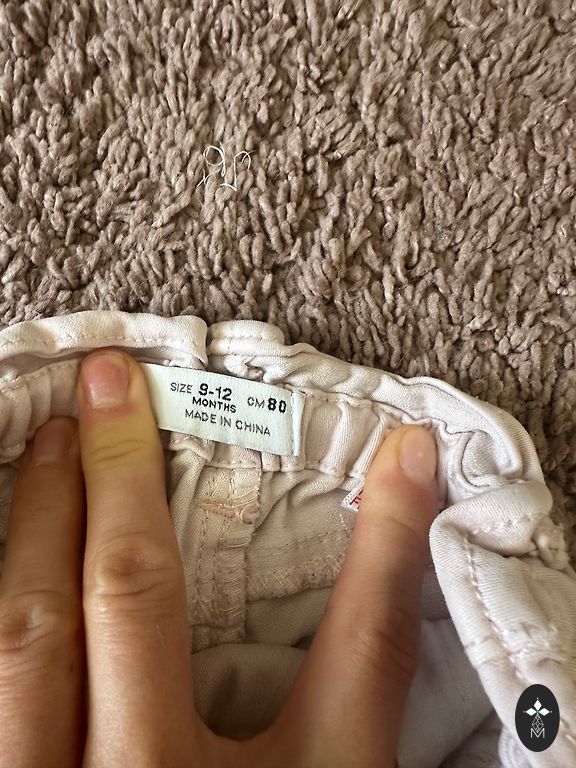 SIZE 9-12 CM 80
MONTHS
MADE IN CHINA
M